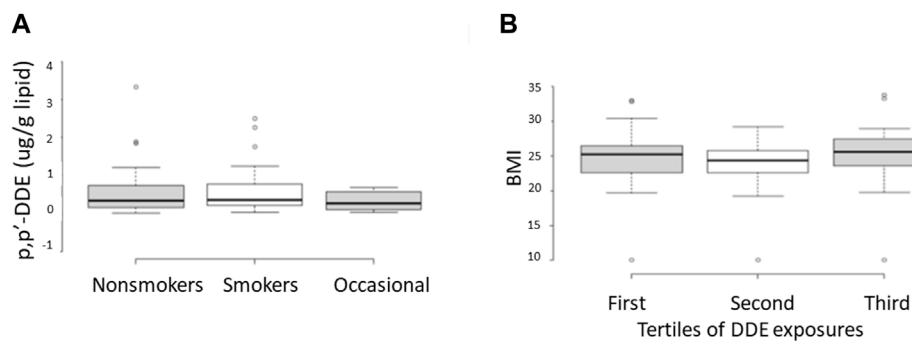 A
p,p'-DDE (ug/g lipid)
4
3
2
1
0
-1
Nonsmokers Smokers Occasional
B
BMI
35
30
25
20
15
10
First Second Third
Tertiles of DDE exposures